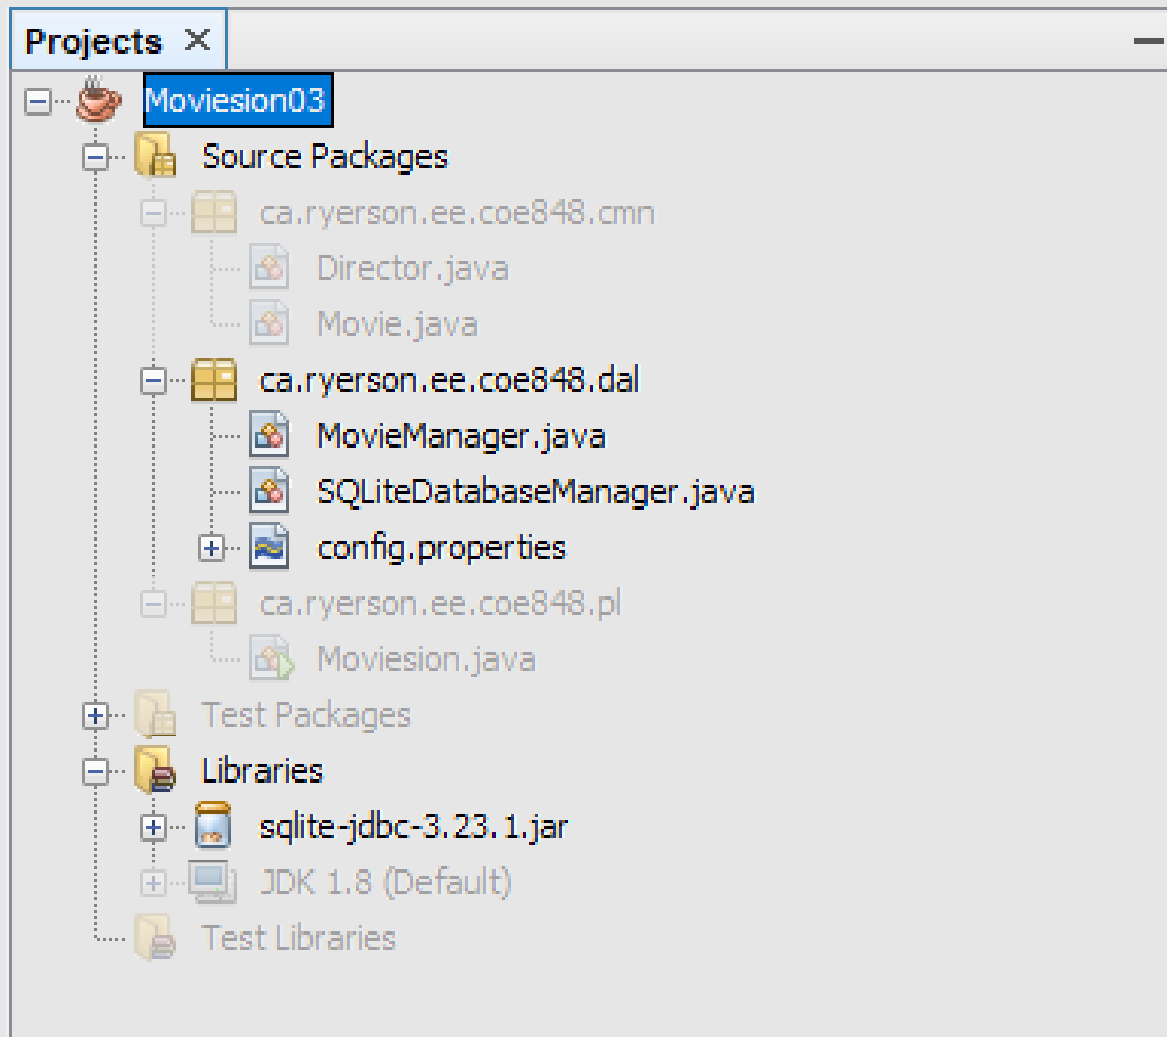 Projects
Moviesion03
Source Packages
ca.ryerson.ee.coe848.cmn
Director.java
Movie.java
ca.ryerson.ee.coe848.dal
MovieManager.java
SQLiteDatabaseManager.java
config.properties
ca.ryerson.ee.coe848.pl
Moviesion.java
Test Packages
Libraries
sqlite-jdbc-3.23.1.jar
JDK 1.8 (Default)
Test Libraries